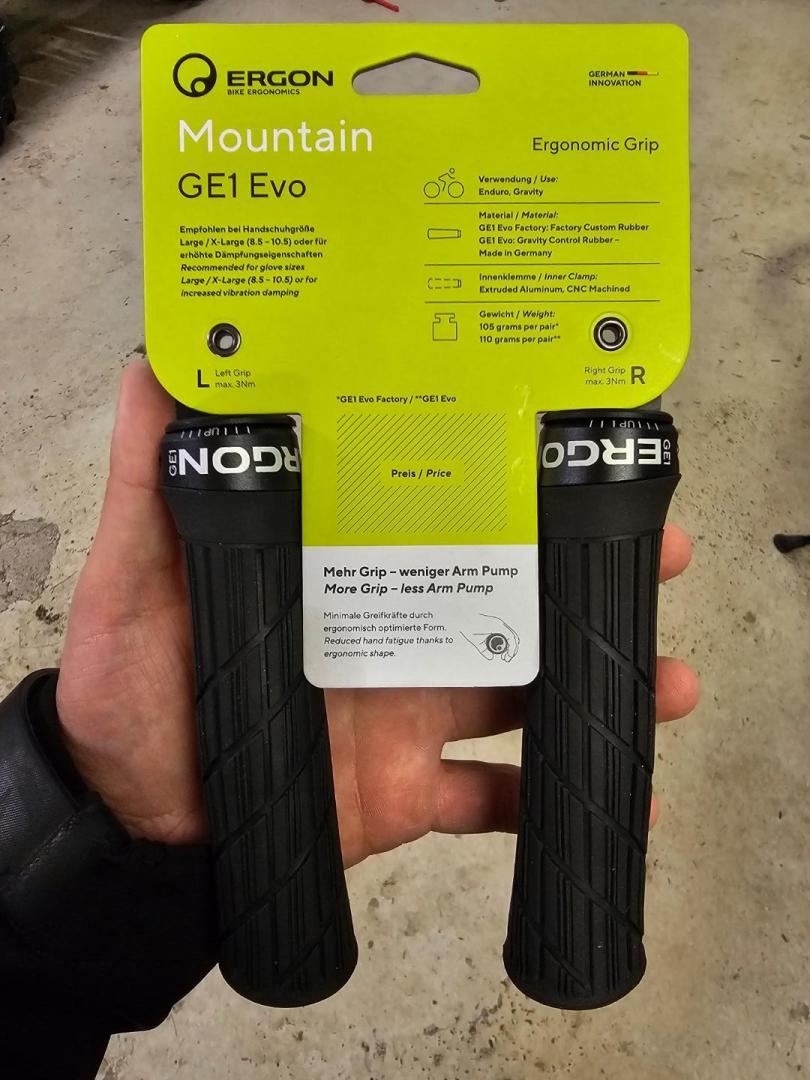 ERGON
BIKE ERGONOMICS
GERMAN
INNOVATION
Mountain
GE1 Evo
Ergonomic Grip
Empfohlen bei Handschuhgröße
Large / X-Large (8.5 – 10.5) oder für
erhöhte Dämpfungseigenschaften
Recommended for glove sizes
Large / X-Large (8.5 – 10.5) or for
increased vibration damping
Verwendung / Use:
Enduro, Gravity
Material / Material:
GE1 Evo Factory: Factory Custom Rubber
GE1 Evo: Gravity Control Rubber –
Made in Germany
Innenklemme / Inner Clamp:
Extruded Aluminum, CNC Machined
Gewicht / Weight:
105 grams per pair*
110 grams per pair**
L Left Grip
max. 3Nm
Right Grip R
max. 3Nm
*GE1 Evo Factory / **GE1 Evo
Preis / Price
UP
GE1 ERGON
ERGON GE1
Mehr Grip – weniger Arm Pump
More Grip – less Arm Pump
Minimale Greifkräfte durch
ergonomisch optimierte Form.
Reduced hand fatigue thanks to
ergonomic shape.